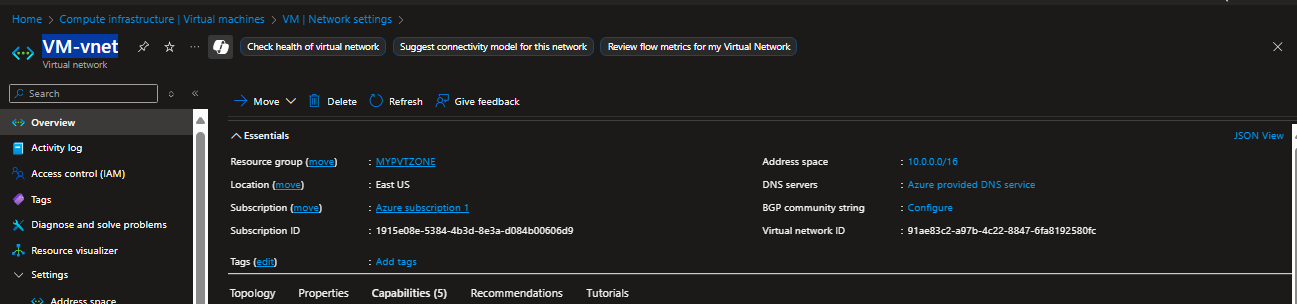 Home > Compute infrastructure | Virtual machines > VM | Network settings >
VM-vnet ... Check health of virtual network Suggest connectivity model for this network Review flow metrics for my Virtual Network
Virtual network
Search
Move Delete Refresh Give feedback
Overview
Activity log
Access control (IAM)
Tags
Diagnose and solve problems
Resource visualizer
Settings
Address space
Essentials JSON View
Resource group (move) : MYPVTZONE
Location (move) : East US
Subscription (move) : Azure subscription 1
Subscription ID : 1915e08e-5384-4b3d-8e3a-d084b00606d9
Address space : 10.0.0.0/16
DNS servers : Azure provided DNS service
BGP community string : Configure
Virtual network ID : 91ae83c2-a97b-4c22-8847-6fa8192580fc
Tags (edit) : Add tags
Topology Properties Capabilities (5) Recommendations Tutorials